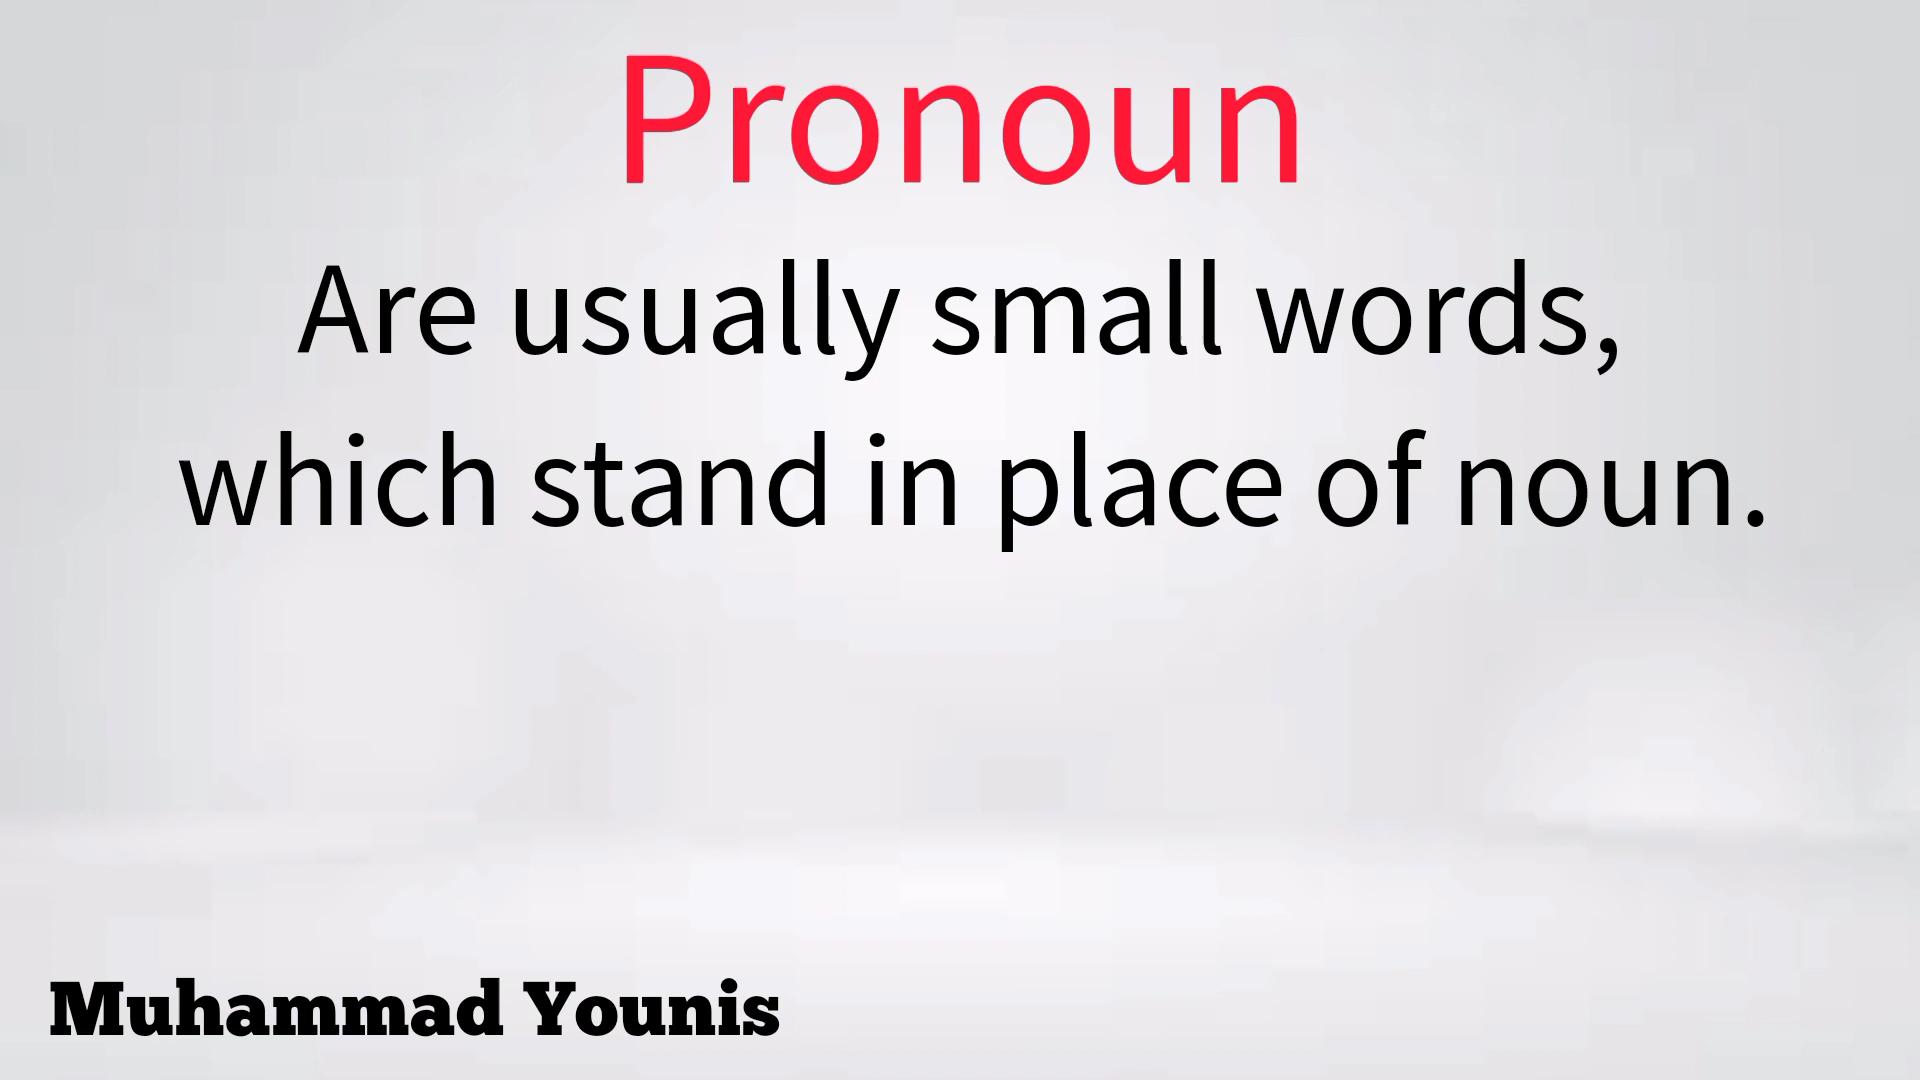 Pronoun
Are usually small words,
which stand in place of noun.
Muhammad Younis